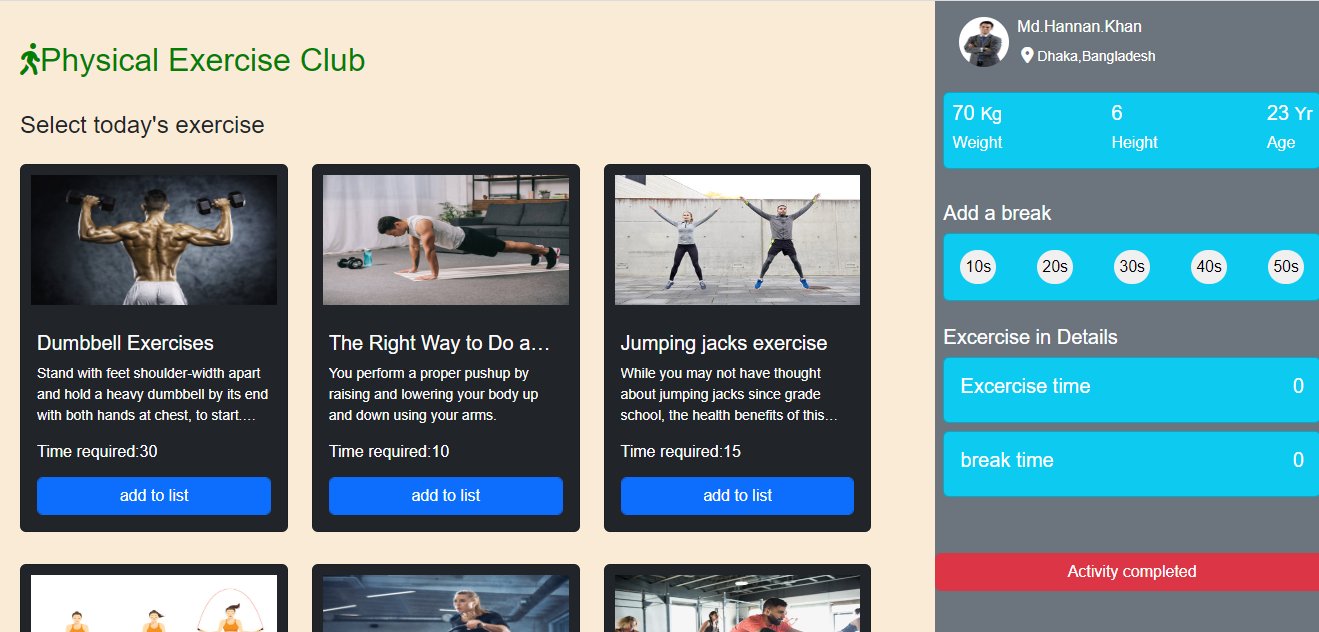 Physical Exercise Club
Select today's exercise
Dumbbell Exercises
Stand with feet shoulder-width apart
and hold a heavy dumbbell by its end
with both hands at chest, to start....
Time required:30
add to list
The Right Way to Do a...
You perform a proper pushup by
raising and lowering your body up
and down using your arms.
Time required:10
add to list
Jumping jacks exercise
While you may not have thought
about jumping jacks since grade
school, the health benefits of this...
Time required:15
add to list
Md.Hannan.Khan
Dhaka,Bangladesh
70 Kg 6 23 Yr
Weight Height Age
Add a break
10s 20s 30s 40s 50s
Excercise in Details
Excercise time 0
break time 0
Activity completed